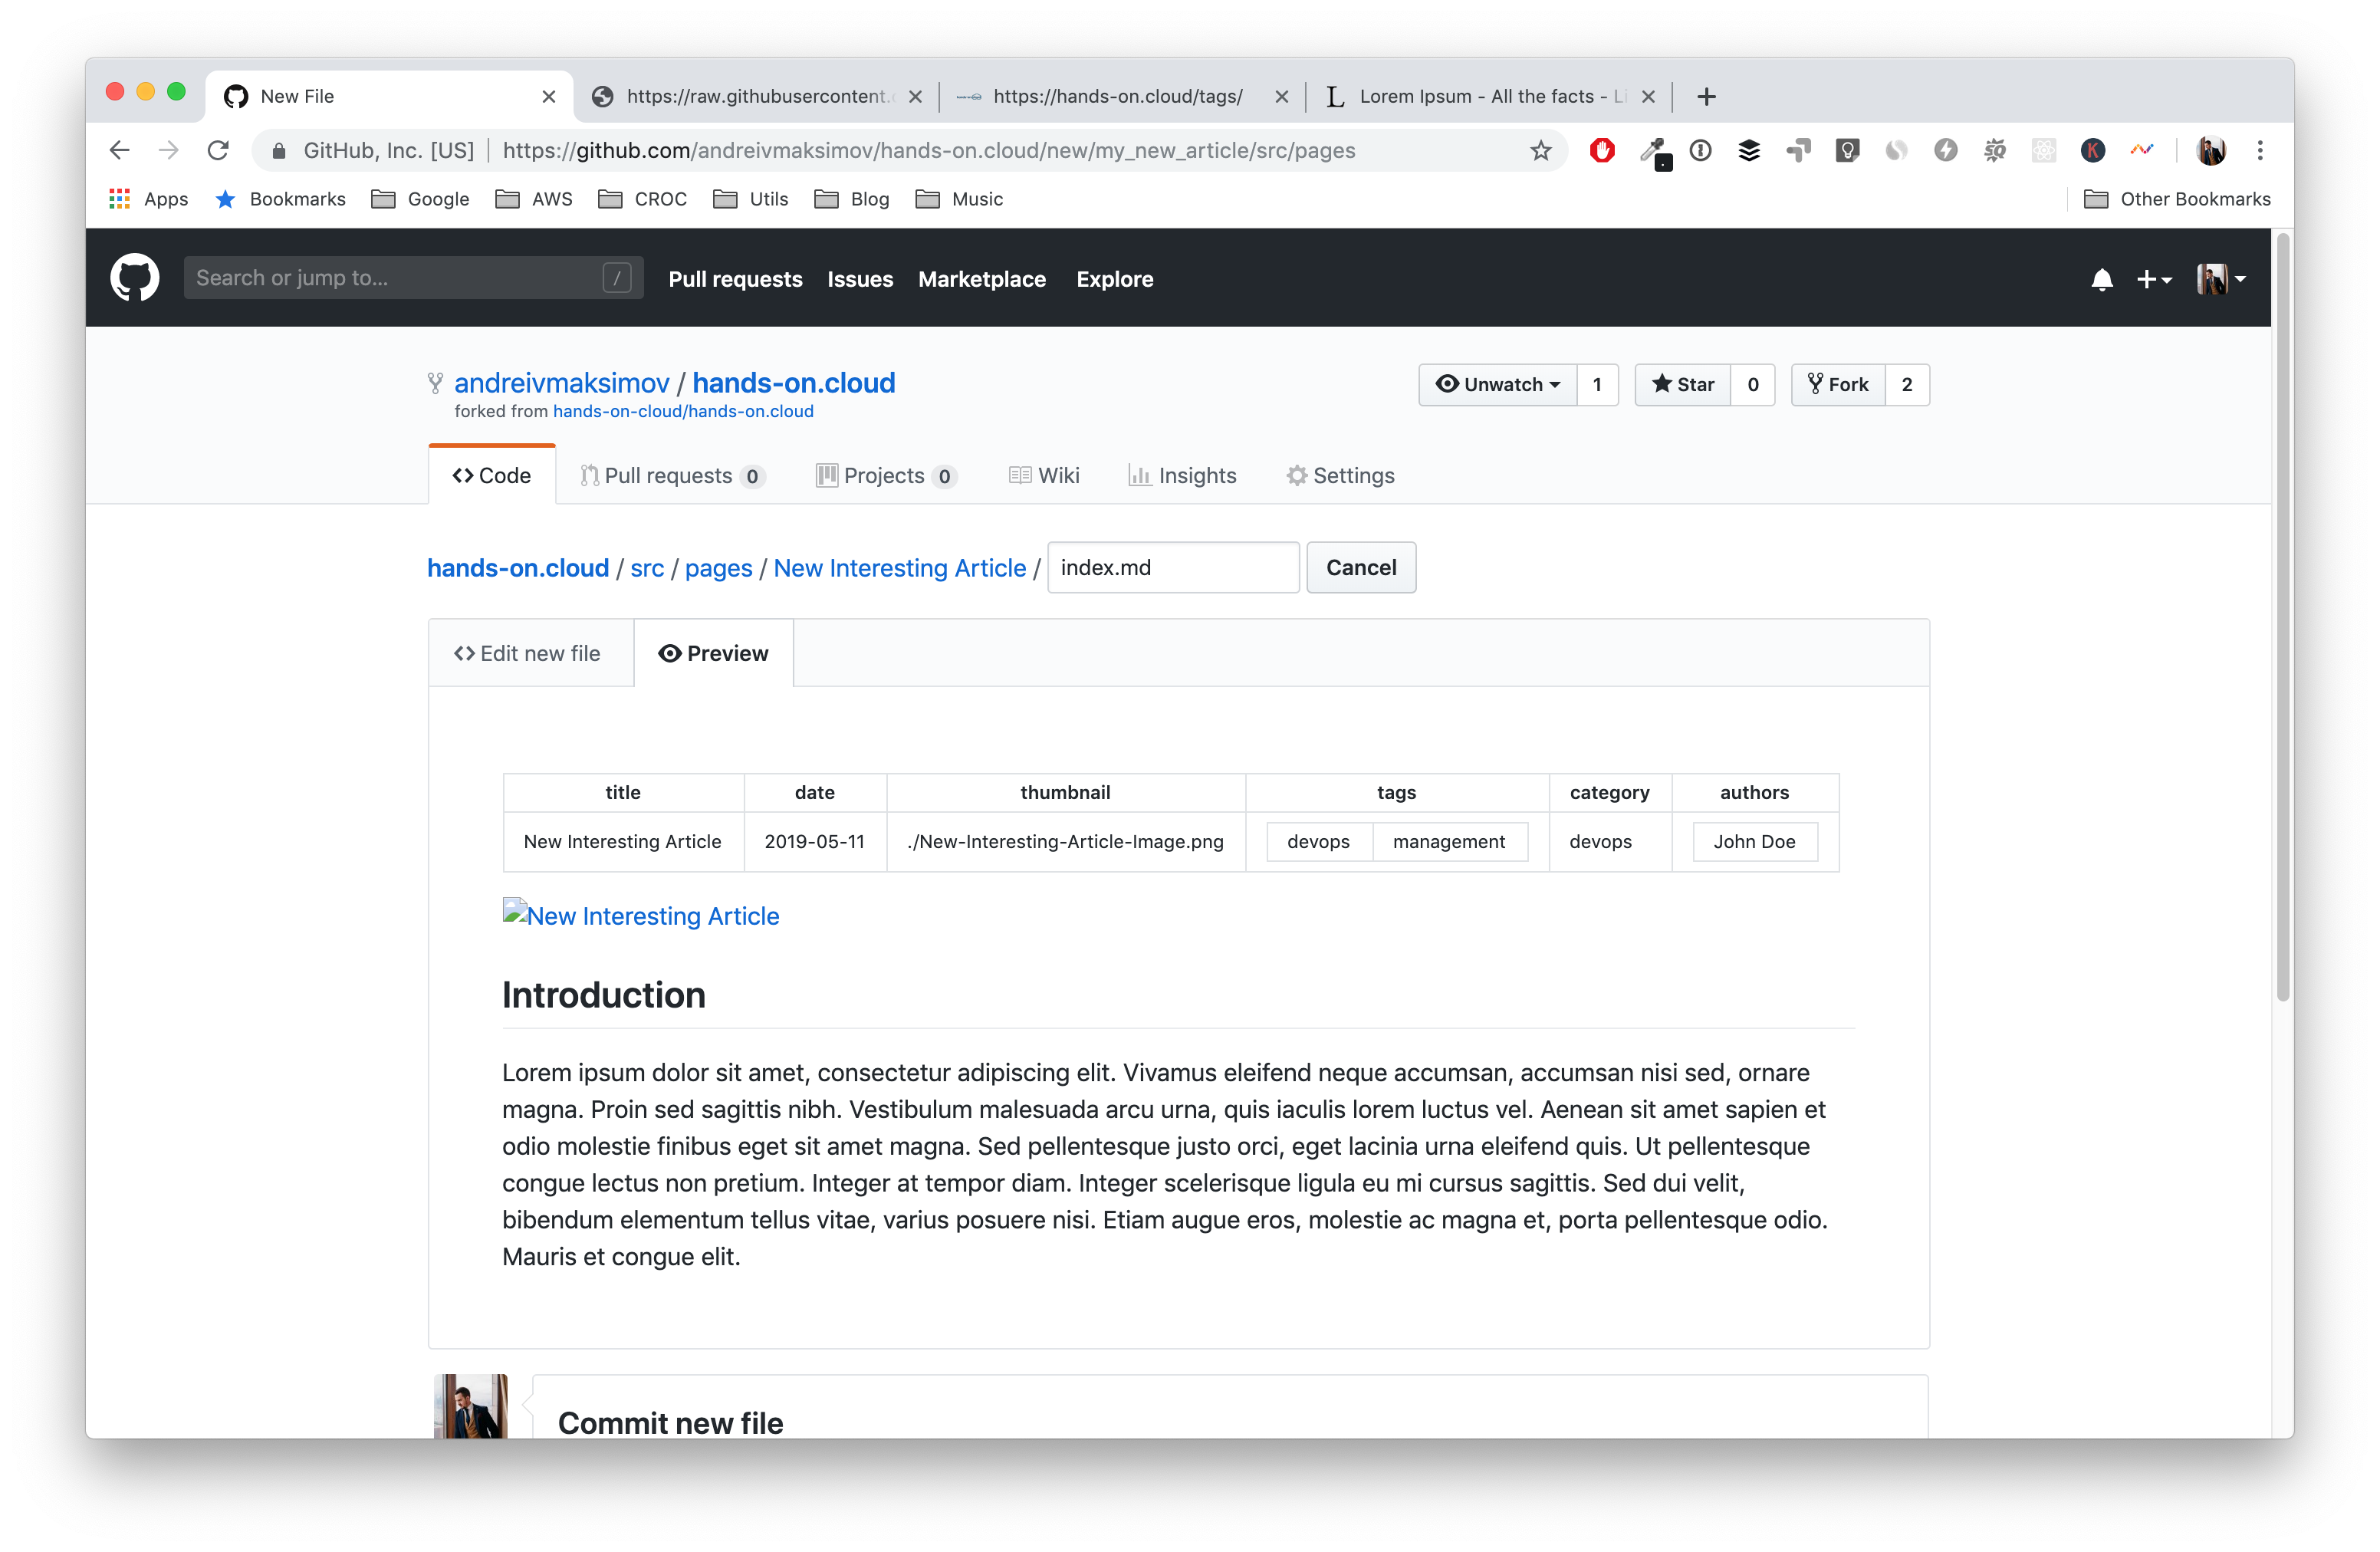 New File
https://raw.githubusercontent.
https://hands-on.cloud/tags/
Lorem Ipsum - All the facts - Li
GitHub, Inc. [US] | https://github.com/andreivmaksimov/hands-on.cloud/new/my_new_article/src/pages
Apps Bookmarks Google AWS CROC Utils Blog Music Other Bookmarks
Search or jump to... / Pull requests Issues Marketplace Explore
andreivmaksimov / hands-on.cloud
Unwatch 1 Star 0 Fork 2
forked from hands-on-cloud/hands-on.cloud
Code Pull requests 0 Projects 0 Wiki Insights Settings
hands-on.cloud / src / pages / New Interesting Article / index.md Cancel
Edit new file Preview
title date thumbnail tags category authors
New Interesting Article 2019-05-11 ./New-Interesting-Article-Image.png devops management devops John Doe
New Interesting Article
Introduction
Lorem ipsum dolor sit amet, consectetur adipiscing elit. Vivamus eleifend neque accumsan, accumsan nisi sed, ornare
magna. Proin sed sagittis nibh. Vestibulum malesuada arcu urna, quis iaculis lorem luctus vel. Aenean sit amet sapien et
odio molestie finibus eget sit amet magna. Sed pellentesque justo orci, eget lacinia urna eleifend quis. Ut pellentesque
congue lectus non pretium. Integer at tempor diam. Integer scelerisque ligula eu mi cursus sagittis. Sed dui velit,
bibendum elementum tellus vitae, varius posuere nisi. Etiam augue eros, molestie ac magna et, porta pellentesque odio.
Mauris et congue elit.
Commit new file